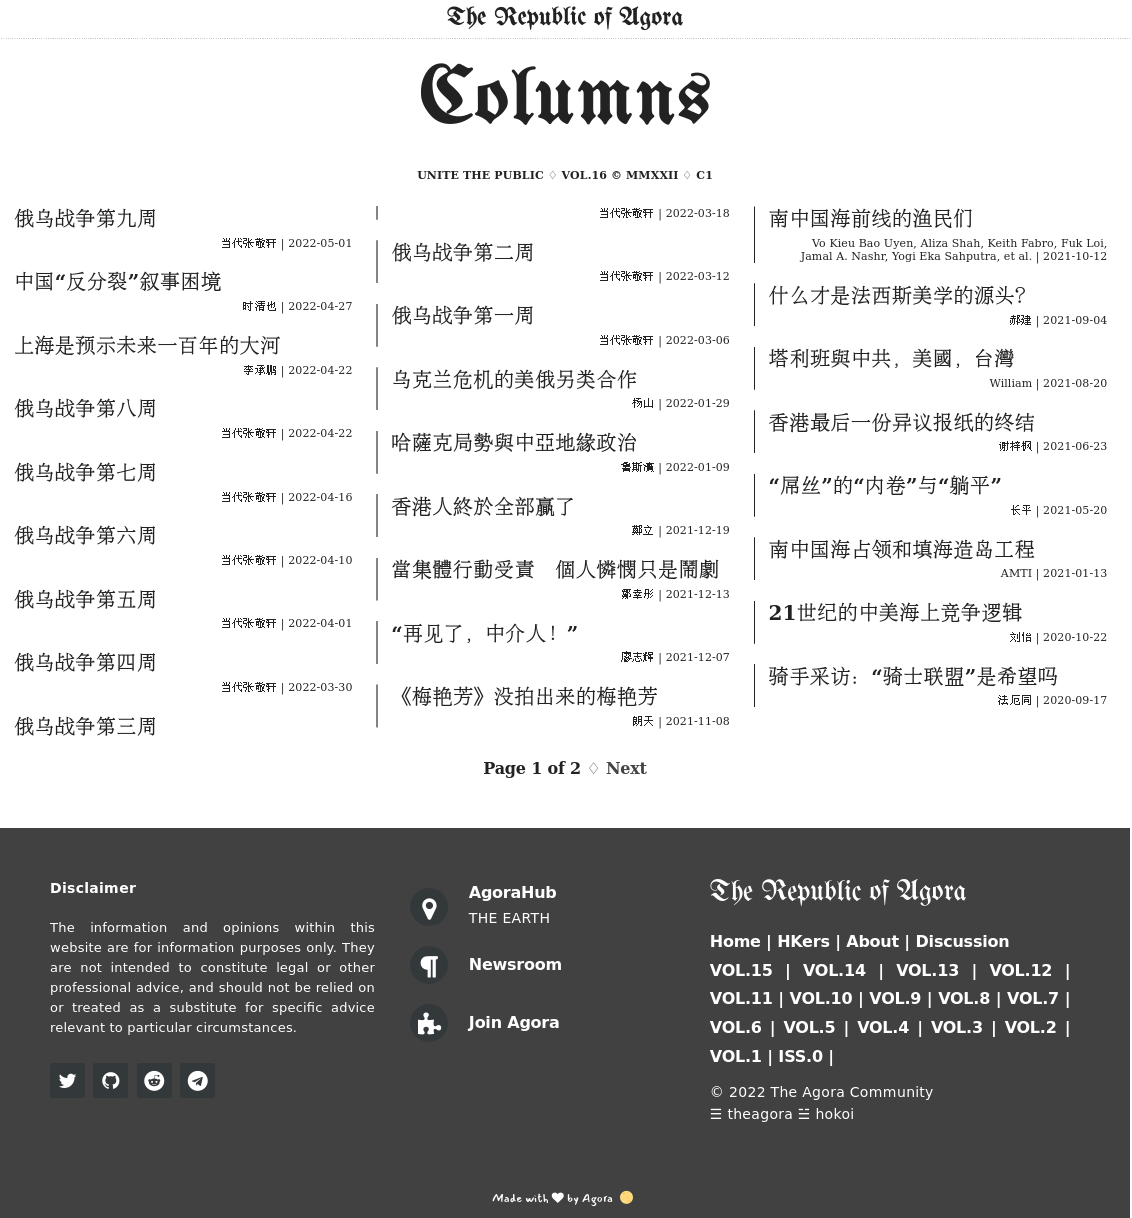 The Republic of Agora
Columns
UNITE THE PUBLIC ♢ VOL.16 © MMXXII ♢ C1
俄乌战争第九周
当代张敬轩 | 2022-05-01
中国“反分裂”叙事困境
时清也 | 2022-04-27
上海是预示未来一百年的大河
李承鹏 | 2022-04-22
俄乌战争第八周
当代张敬轩 | 2022-04-22
俄乌战争第七周
当代张敬轩 | 2022-04-16
俄乌战争第六周
当代张敬轩 | 2022-04-10
俄乌战争第五周
当代张敬轩 | 2022-04-01
俄乌战争第四周
当代张敬轩 | 2022-03-30
俄乌战争第三周
当代张敬轩 | 2022-03-18
俄乌战争第二周
当代张敬轩 | 2022-03-12
俄乌战争第一周
当代张敬轩 | 2022-03-06
乌克兰危机的美俄另类合作
杨山 | 2022-01-29
哈薩克局勢與中亞地緣政治
魯斯濱 | 2022-01-09
香港人終於全部贏了
鄭立 | 2021-12-19
當集體行動受責　個人憐憫只是鬧劇
鄒幸彤 | 2021-12-13
“再见了，中介人！”
廖志辉 | 2021-12-07
《梅艳芳》没拍出来的梅艳芳
朗天 | 2021-11-08
南中国海前线的渔民们
Vo Kieu Bao Uyen, Aliza Shah, Keith Fabro, Fuk Loi,
Jamal A. Nashr, Yogi Eka Sahputra, et al. | 2021-10-12
什么才是法西斯美学的源头？
郝建 | 2021-09-04
塔利班與中共，美國，台灣
William | 2021-08-20
香港最后一份异议报纸的终结
谢梓枫 | 2021-06-23
“屌丝”的“内卷”与“躺平”
长平 | 2021-05-20
南中国海占领和填海造岛工程
AMTI | 2021-01-13
21世纪的中美海上竞争逻辑
刘怡 | 2020-10-22
骑手采访：“骑士联盟”是希望吗
法厄同 | 2020-09-17
Page 1 of 2 ♢ Next
Disclaimer
The information and opinions within this
website are for information purposes only. They
are not intended to constitute legal or other
professional advice, and should not be relied on
or treated as a substitute for specific advice
relevant to particular circumstances.
AgoraHub
THE EARTH
Newsroom
Join Agora
The Republic of Agora
Home | HKers | About | Discussion
VOL.15 | VOL.14 | VOL.13 | VOL.12 |
VOL.11 | VOL.10 | VOL.9 | VOL.8 | VOL.7 |
VOL.6 | VOL.5 | VOL.4 | VOL.3 | VOL.2 |
VOL.1 | ISS.0 |
© 2022 The Agora Community
☰ theagora ☱ hokoi
Made with ♥ by Agora